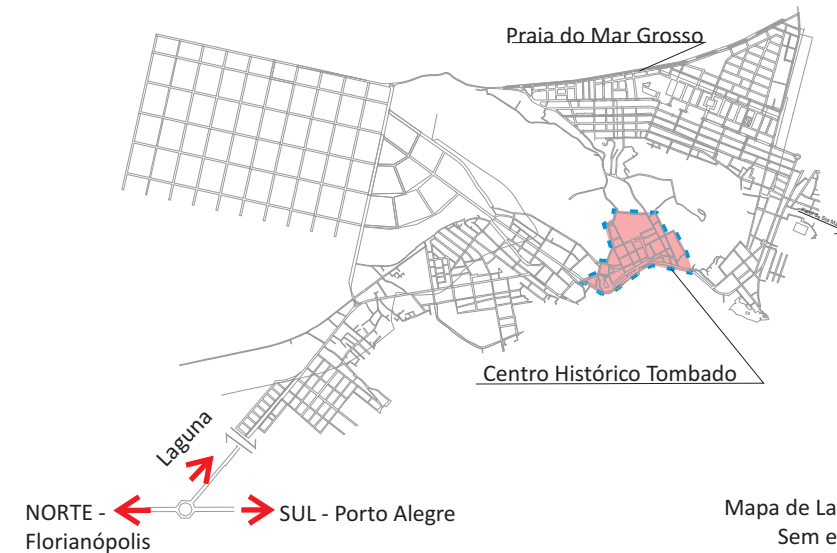 Praia do Mar Grosso
Centro Histórico Tombado
Laguna
NORTE -
Florianópolis
SUL - Porto Alegre
Mapa de La
Sem e